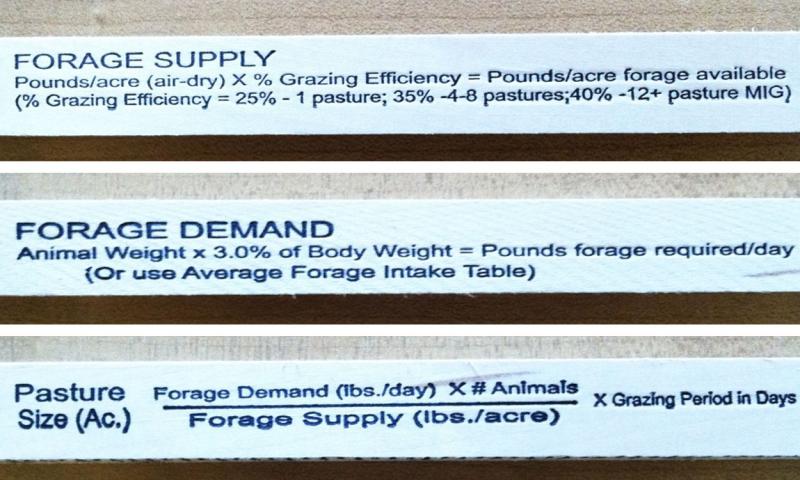 FORAGE SUPPLY
Pounds/acre (air-dry) X % Grazing Efficiency = Pounds/acre forage available
(% Grazing Efficiency = 25% - 1 pasture; 35% -4-8 pastures;40% -12+ pasture MIG)
FORAGE DEMAND
Animal Weight x 3.0% of Body Weight = Pounds forage required/day
(Or use Average Forage Intake Table)
Pasture Size (Ac.)
Forage Demand (lbs./day) X # Animals
Forage Supply (lbs./acre)
X Grazing Period in Days